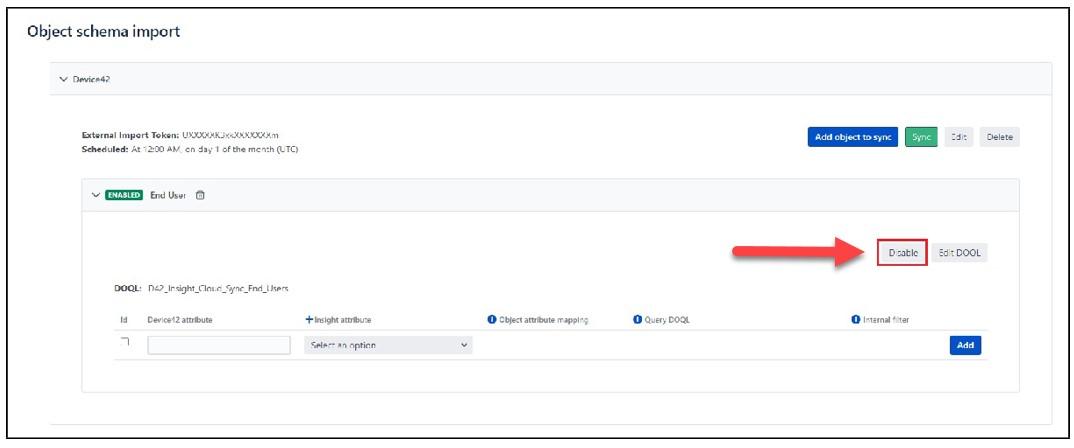 Object schema import
Device42
External Import Token: UXXXXXK3xkXXXXXXXm
Scheduled: At 12:00 AM, on day 1 of the month (UTC)
Add object to sync Sync Edit Delete
ENABLED End User
Disable Edit DOQL
DOQL: D42_Insight_Cloud_Sync_End_Users
Id Device42 attribute +Insight attribute Object attribute mapping Query DOQL Internal filter
Select an option Add